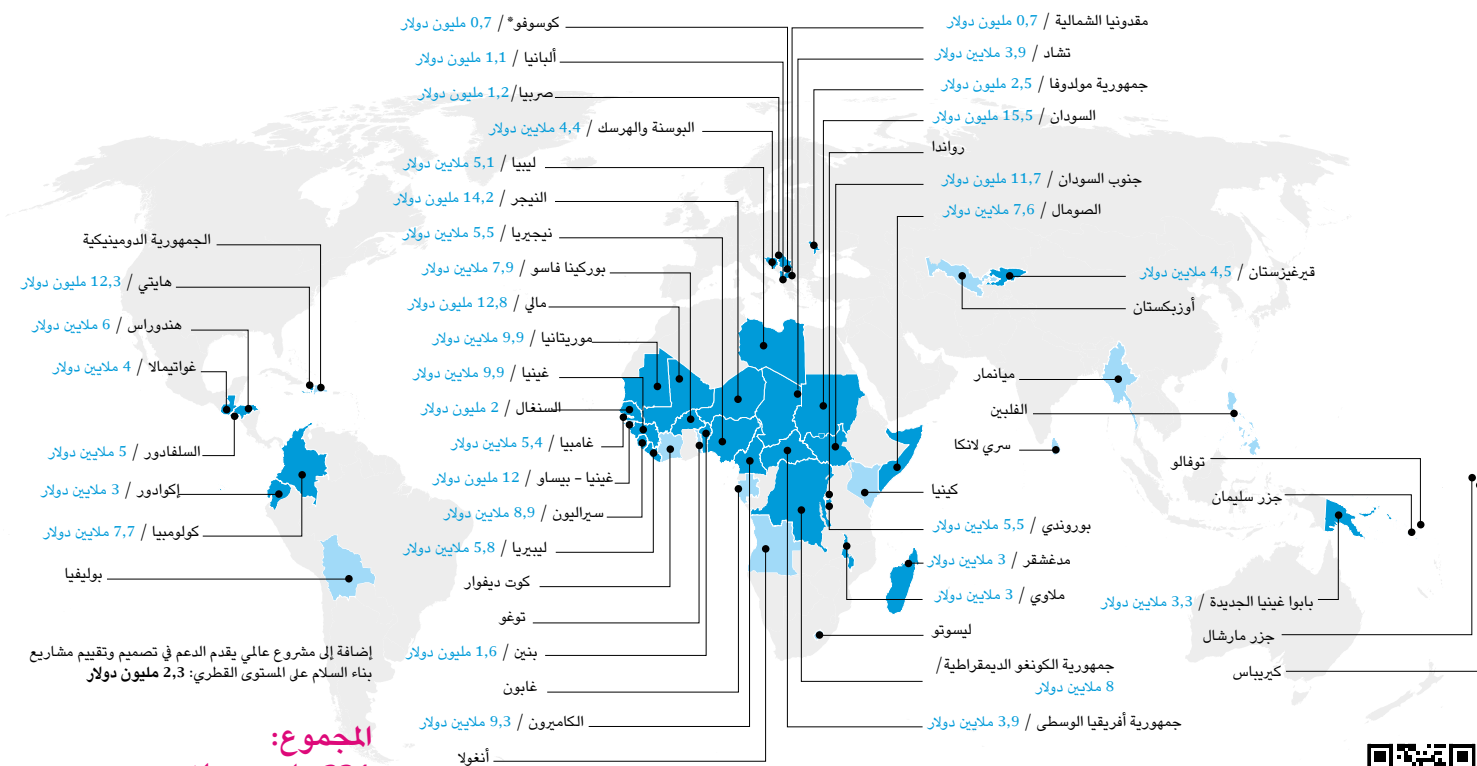 مقدونيا الشمالية / 0,7 مليون دولار
تشاد / 3,9 ملايين دولار
جمهورية مولدوفا / 2,5 مليون دولار
السودان / 15,5 مليون دولار
رواندا
جنوب السودان / 11,7 مليون دولار
الصومال / 7,6 ملايين دولار
قيرغيزستان / 4,5 ملايين دولار
أوزبكستان
ميانمار
الفلبين
سري لانكا
توفالو
جزر سليمان
بابوا غينيا الجديدة / 3,3 ملايين دولار
جزر مارشال
كيريباس
كينيا
بوروندي / 5,5 ملايين دولار
مدغشقر / 3 ملايين دولار
ملاوي / 3 ملايين دولار
ليسوتو
جمهورية الكونغو الديمقراطية/
8 ملايين دولار
جمهورية أفريقيا الوسطى / 3,9 ملايين دولار
كوسوفو* / 0,7 مليون دولار
ألبانيا / 1,1 مليون دولار
صربيا/1,2 مليون دولار
البوسنة والهرسك / 4,4 ملايين دولار
ليبيا / 5,1 ملايين دولار
النيجر / 14,2 مليون دولار
نيجيريا / 5,5 ملايين دولار
بوركينا فاسو / 7,9 ملايين دولار
مالي / 12,8 مليون دولار
موريتانيا / 9,9 ملايين دولار
غينيا / 9,9 ملايين دولار
السنغال / 2 مليون دولار
غامبيا / 5,4 ملايين دولار
غينيا – بيساو / 12 مليون دولار
سيراليون / 8,9 ملايين دولار
ليبيريا / 5,8 ملايين دولار
كوت ديفوار
توغو
بنين / 1,6 مليون دولار
غابون
الكاميرون / 9,3 ملايين دولار
أنغولا
الجمهورية الدومينيكية
هايتي / 12,3 مليون دولار
هندوراس / 6 ملايين دولار
غواتيمالا / 4 ملايين دولار
السلفادور / 5 ملايين دولار
إكوادور / 3 ملايين دولار
كولومبيا / 7,7 ملايين دولار
بوليفيا
إضافة إلى مشروع عالمي يقدم الدعم في تصميم وتقييم مشاريع
بناء السلام على المستوى القطري: 2,3 مليون دولار
المجموع: